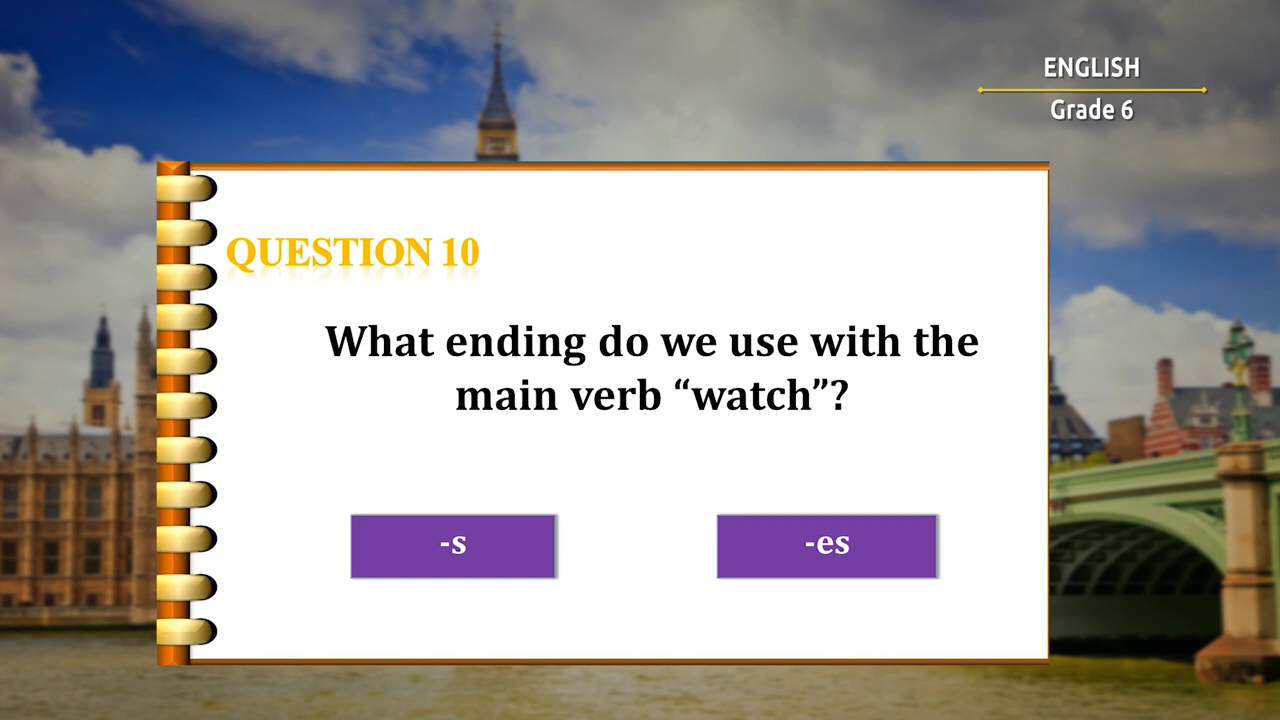 ENGLISH
Grade 6
QUESTION 10
What ending do we use with the
main verb “watch”?
-s
-es